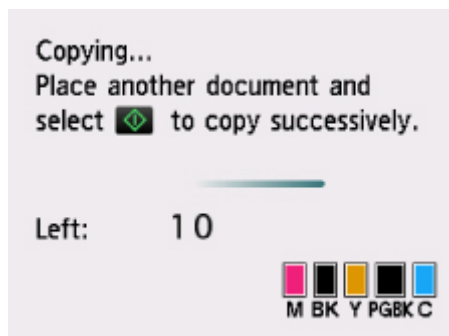 Copying...
Place another document and
select to copy successively.
Left: 10
M BK Y PGBK C